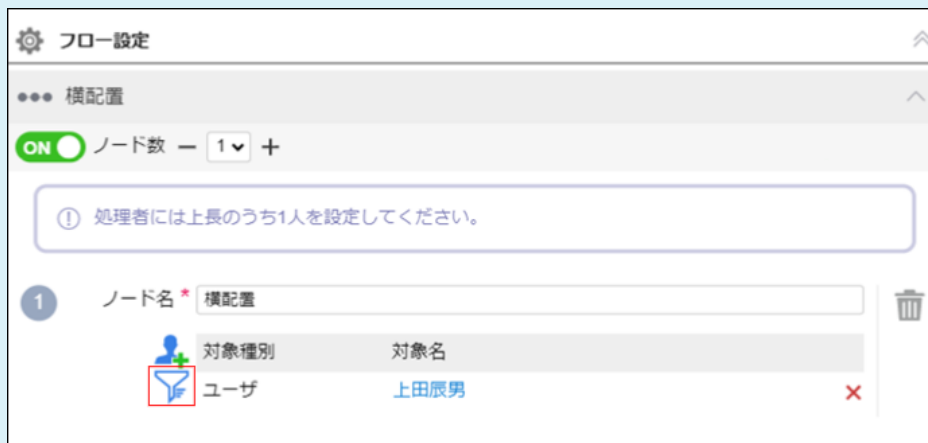 フロー設定
横配置
ON ノード数 1
処理者には上長のうち1人を設定してください。
1 ノード名 * 横配置
対象種別 対象名
ユーザ 上田辰男